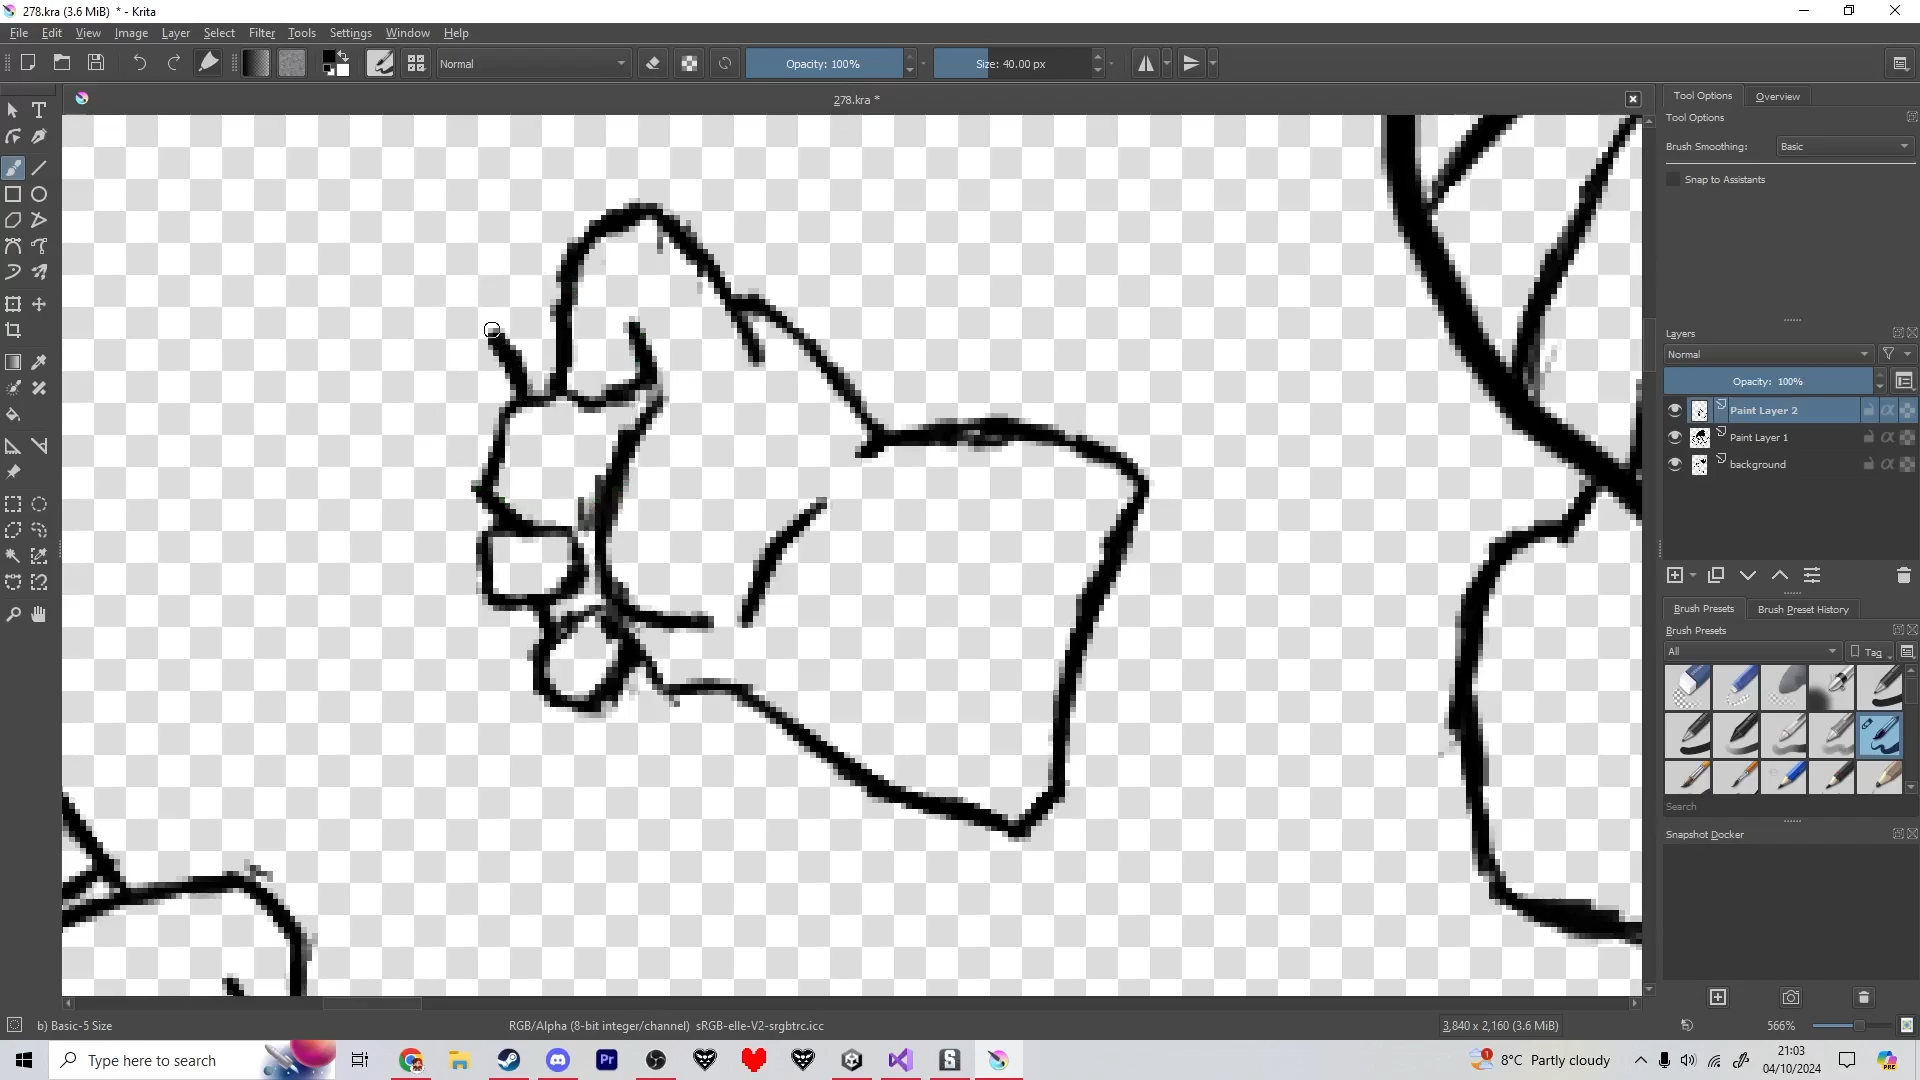 278.kra (3.6 MiB) * - Krita
File Edit View Image Layer Select Filter Tools Settings Window Help
Normal
Opacity: 100%
Size: 40.00 px
278.kra *
Tool Options Overview
Tool Options
Brush Smoothing: Basic
Snap to Assistants
Layers
Normal
Opacity: 100%
Paint Layer 2
Paint Layer 1
background
Brush Presets Brush Preset History
Brush Presets
All Tag
Search
Snapshot Docker
b) Basic-5 Size
RGB/Alpha (8-bit integer/channel) sRGB-elle-V2-srgbtrc.icc
3,840 x 2,160 (3.6 MiB)
566%
Type here to search
Pr
S
1
8°C Partly cloudy
21:03
04/10/2024
PRE